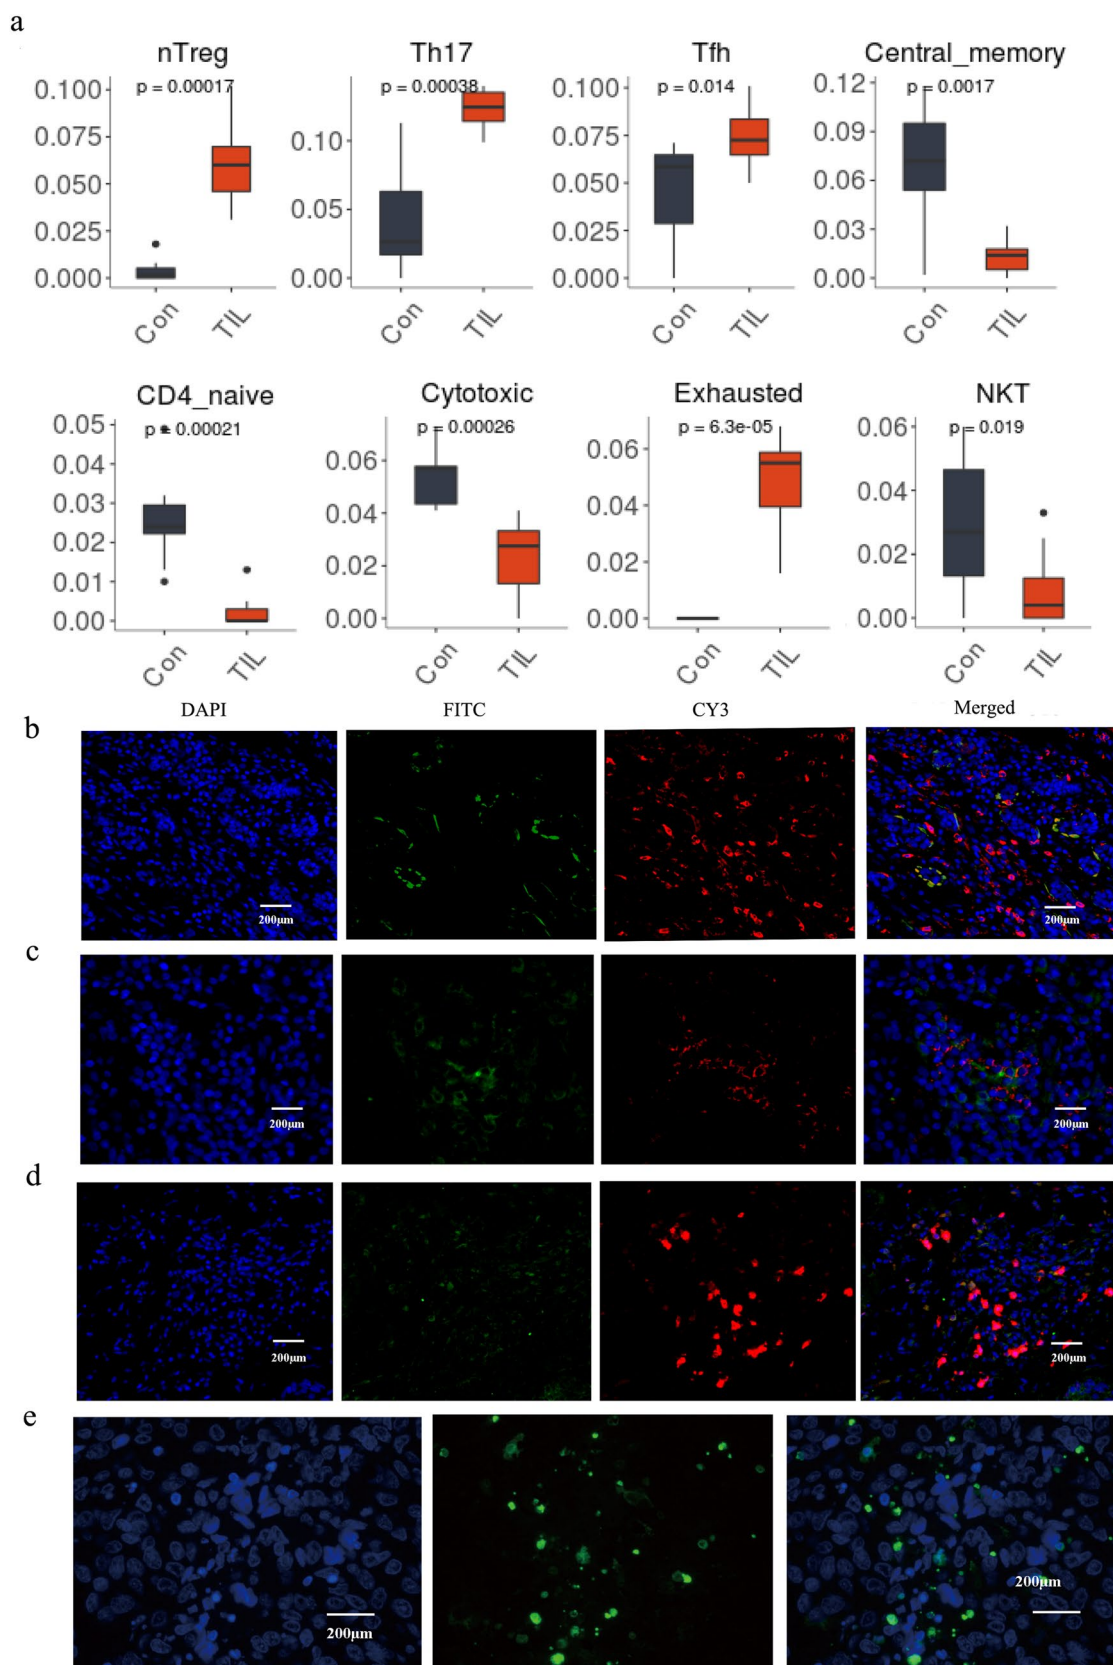 a
nTreg Th17 Tfh Central_memory
p = 0.00017 p = 0.00038 p = 0.014 p = 0.0017
0.100 0.10 0.100 0.12
0.075 0.05 0.075 0.09
0.050 0.00 0.050 0.06
0.025 0.025 0.03
0.000 0.000 0.00
Con TIL Con TIL Con TIL Con TIL
CD4_naive Cytotoxic Exhausted NKT
p = 0.00021 p = 0.00026 p = 6.3e-05 p = 0.019
0.05 0.06 0.06 0.06
0.04 0.04 0.04 0.04
0.03 0.02 0.02 0.02
0.02 0.00 0.00 0.00
0.01
0.00
Con TIL Con TIL Con TIL Con TIL
DAPI FITC CY3 Merged
b
200μm 200μm
c
200μm 200μm
d
200μm 200μm
e
200μm 200μm